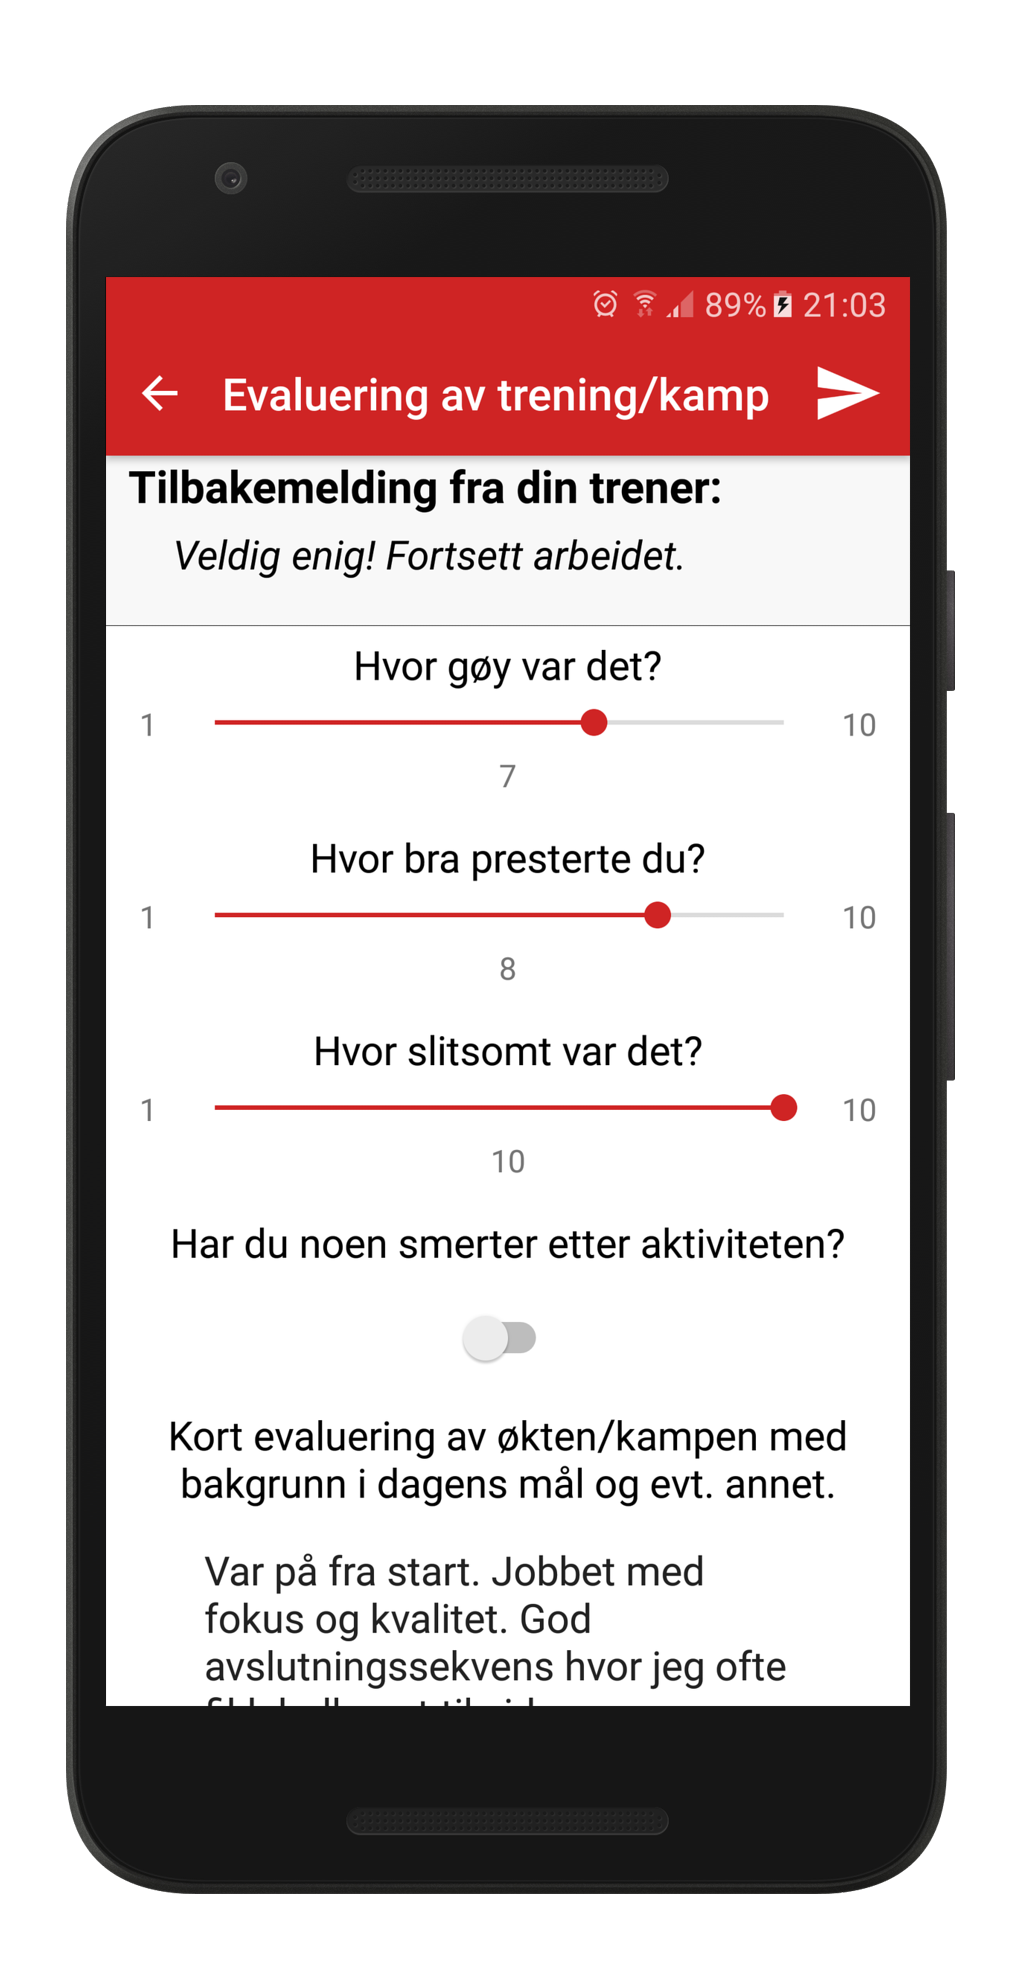 89% 21:03
Evaluering av trening/kamp
Tilbakemelding fra din trener:
Veldig enig! Fortsett arbeidet.
Hvor gøy var det?
1 10
7
Hvor bra presterte du?
1 10
8
Hvor slitsomt var det?
1 10
10
Har du noen smerter etter aktiviteten?
Kort evaluering av økten/kampen med
bakgrunn i dagens mål og evt. annet.
Var på fra start. Jobbet med
fokus og kvalitet. God
avslutningssekvens hvor jeg ofte